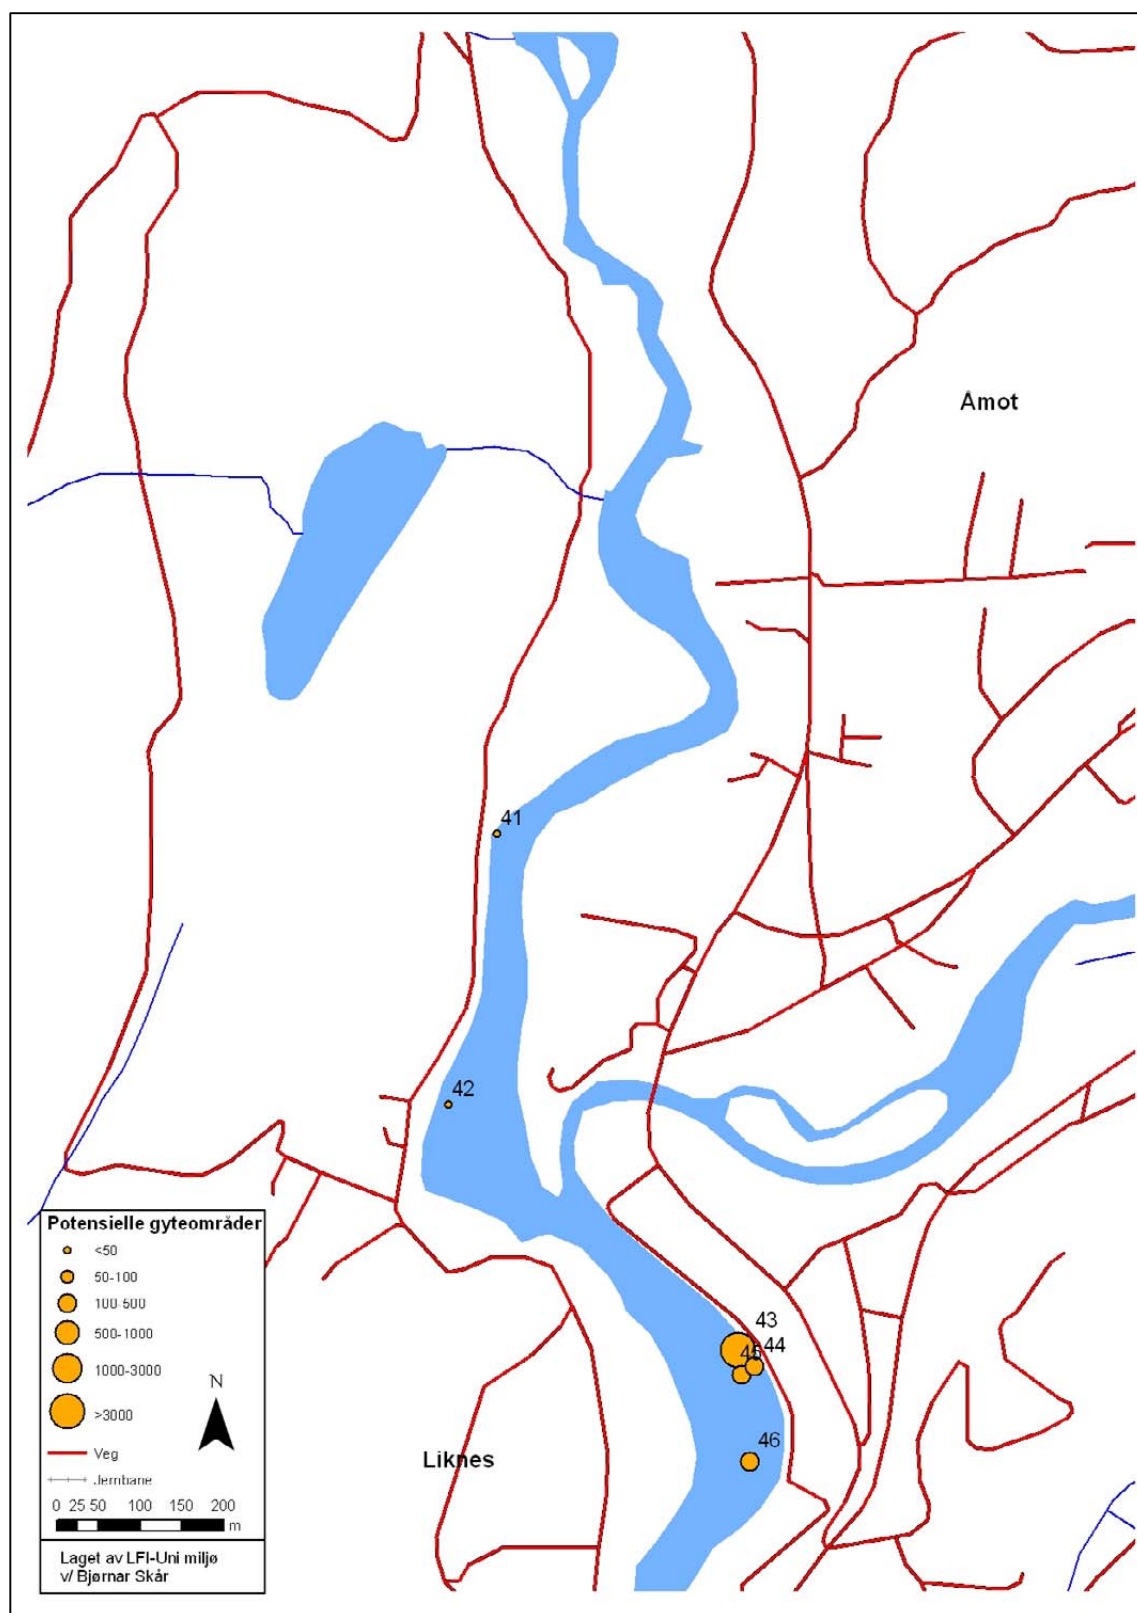 Åmot
41
42
43
44
45
46
Liknes
Potensielle gyteområder
<50
50-100
100-500
500-1000
1000-3000
>3000
Veg
Jernbane
N
0 25 50 100 150 200
m
Laget av LFI-Uni miljø
v/ Bjørnar Skår